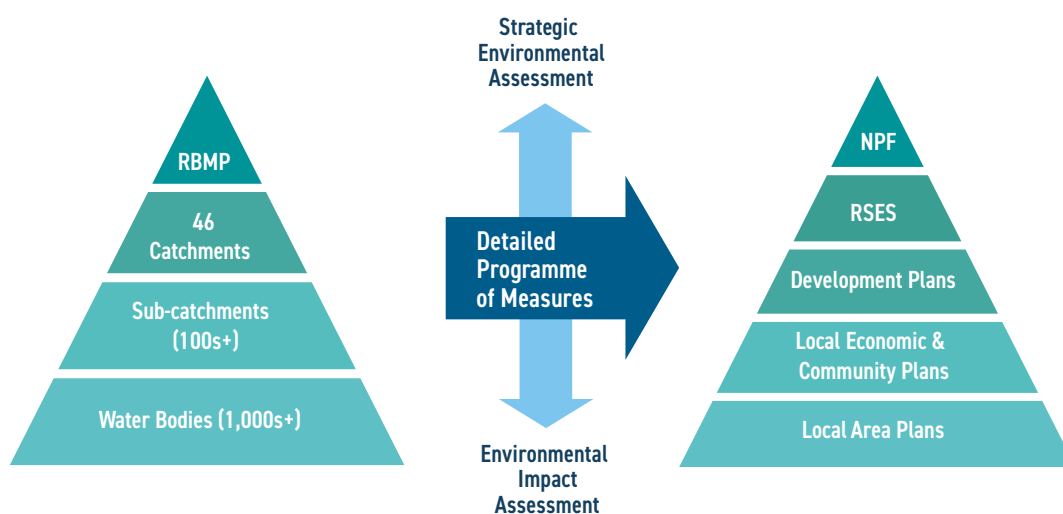 RBMP
46
Catchments
Sub-catchments
(100s+)
Water Bodies (1,000s+)
Strategic
Environmental
Assessment
Detailed
Programme
of Measures
Environmental
Impact
Assessment
NPF
RSES
Development Plans
Local Economic &
Community Plans
Local Area Plans